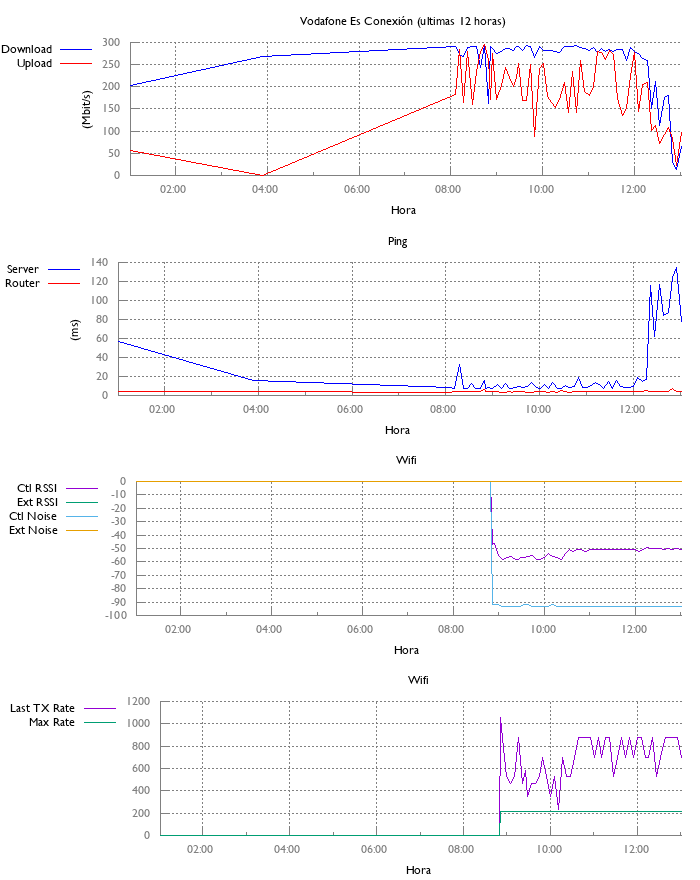 Vodafone Es Conexión (ultimas 12 horas)
Download
Upload
300
250
200
150
100
50
0
(Mbit/s)
02:00 04:00 06:00 08:00 10:00 12:00
Hora
Ping
Server
Router
140
120
100
80
60
40
20
0
(ms)
02:00 04:00 06:00 08:00 10:00 12:00
Hora
Wifi
Ctl RSSI
Ext RSSI
Ctl Noise
Ext Noise
0
-10
-20
-30
-40
-50
-60
-70
-80
-90
-100
02:00 04:00 06:00 08:00 10:00 12:00
Hora
Wifi
Last TX Rate
Max Rate
1200
1000
800
600
400
200
0
02:00 04:00 06:00 08:00 10:00 12:00
Hora